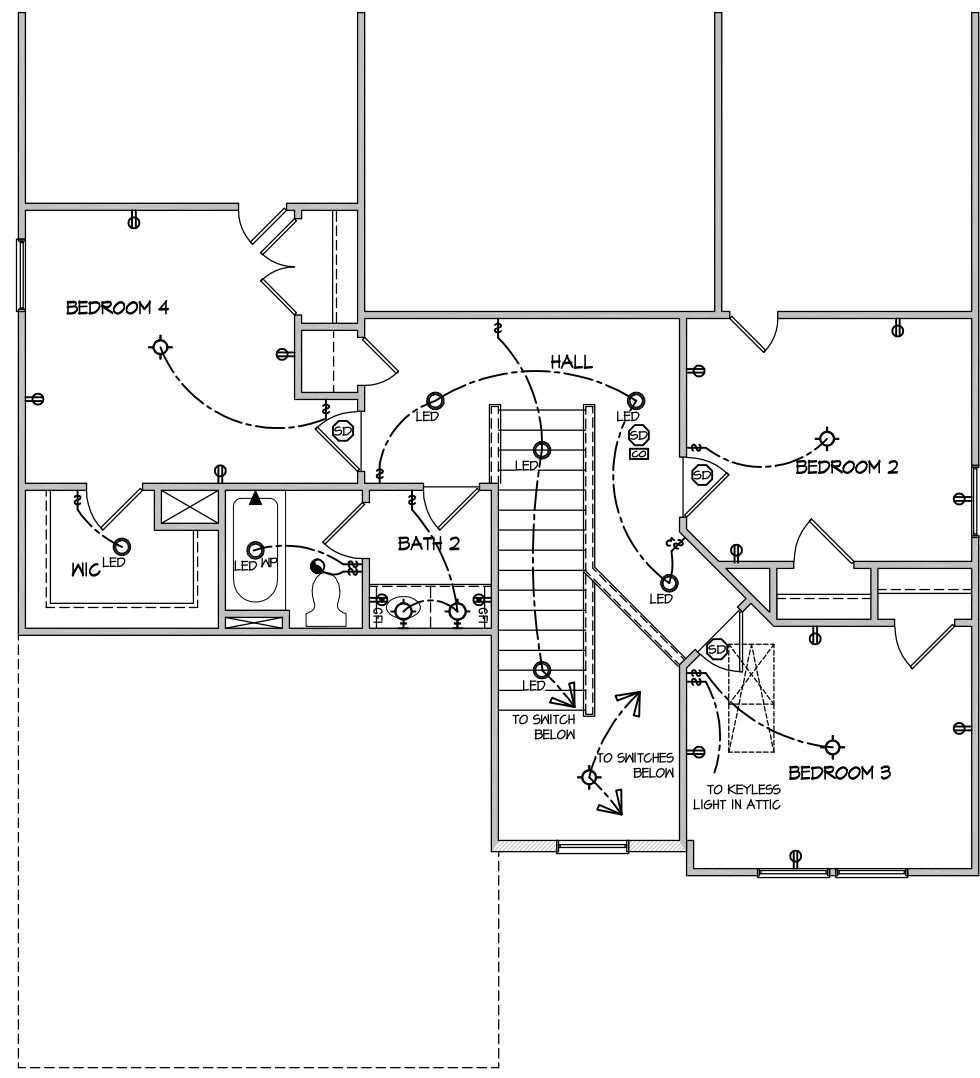 BEDROOM 4
HALL
LED
LED
SD
SD
CO
LED
BEDROOM 2
SD
WIC
LED
LED
WP
BATH 2
GFI
GFI
LED
SD
LED
TO SWITCH
BELOW
TO SWITCHES
BELOW
BEDROOM 3
TO KEYLESS
LIGHT IN ATTIC